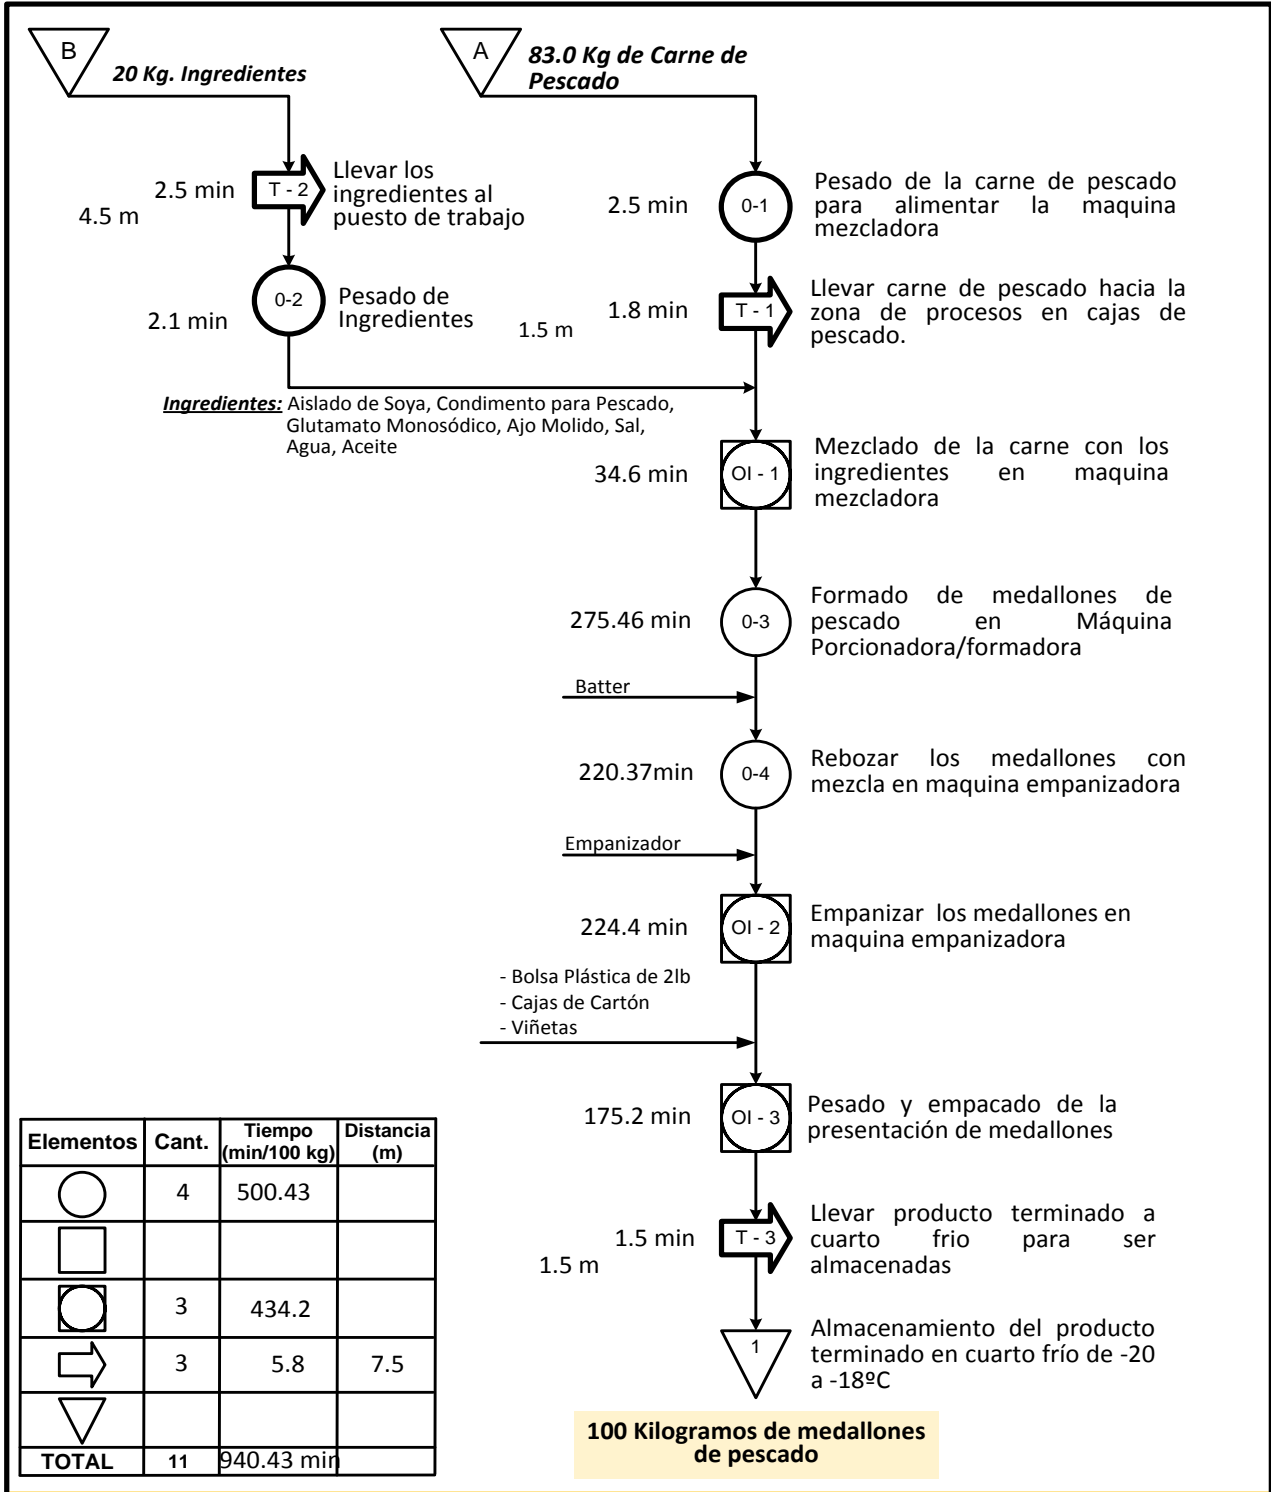 B
20 Kg. Ingredientes
A
83.0 Kg de Carne de
Pescado
2.5 min
4.5 m
T - 2
Llevar los
ingredientes al
puesto de trabajo
2.5 min
0-1
Pesado de la carne de pescado
para alimentar la maquina
mezcladora
2.1 min
0-2
Pesado de
Ingredientes
1.8 min
1.5 m
T - 1
Llevar carne de pescado hacia la
zona de procesos en cajas de
pescado.
Ingredientes: Aislado de Soya, Condimento para Pescado,
Glutamato Monosódico, Ajo Molido, Sal,
Agua, Aceite
34.6 min
OI - 1
Mezclado de la carne con los
ingredientes en maquina
mezcladora
275.46 min
0-3
Formado de medallones de
pescado en Máquina
Porcionadora/formadora
Batter
220.37min
0-4
Rebozar los medallones con
mezcla en maquina empanizadora
Empanizador
224.4 min
OI - 2
Empanizar los medallones en
maquina empanizadora
- Bolsa Plástica de 2lb
- Cajas de Cartón
- Viñetas
175.2 min
OI - 3
Pesado y empacado de la
presentación de medallones
1.5 min
1.5 m
T - 3
Llevar producto terminado a
cuarto frio para ser
almacenadas
1
Almacenamiento del producto
terminado en cuarto frío de -20
a -18ºC
100 Kilogramos de medallones
de pescado
Elementos Cant. Tiempo (min/100 kg) Distancia (m)
4 500.43
3 434.2
3 5.8 7.5
TOTAL 11 940.43 min